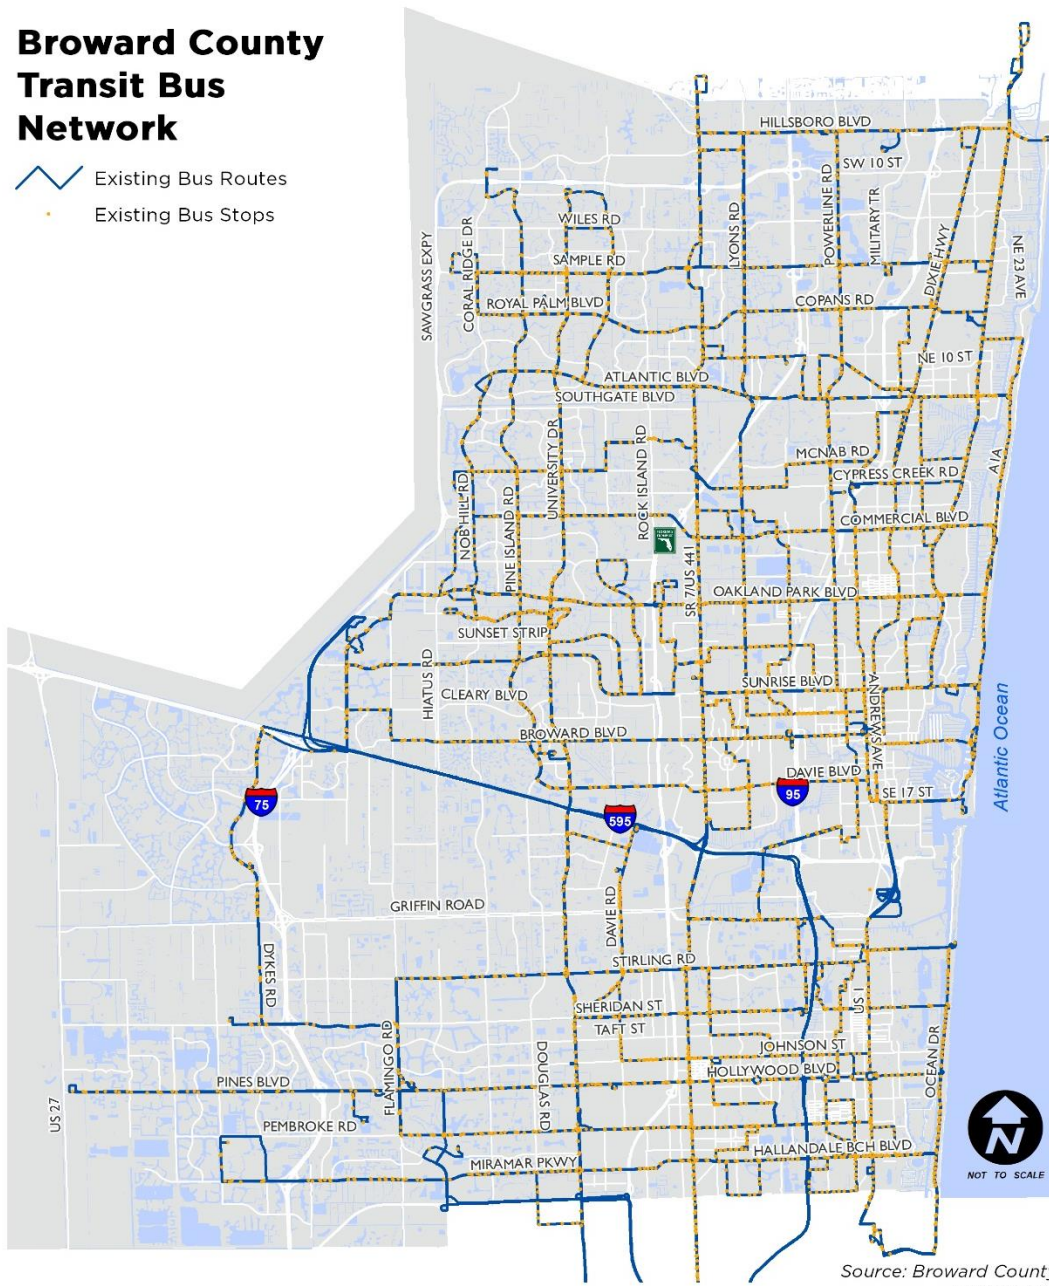 Broward County
Transit Bus
Network
Existing Bus Routes
Existing Bus Stops
HILLSBORO BLVD
SW 10 ST
POWERLINE RD
MILITARY TR
LYONS RD
DIXIE HWY
NE 23 AVE
WILES RD
CORAL RIDGE DR
SAWGRASS EXPY
SAMPLE RD
ROYAL PALM BLVD
COPANS RD
NE 10 ST
ATLANTIC BLVD
SOUTHGATE BLVD
UNIVERSITY DR
ROCK ISLAND RD
MCNAB RD
CYPRESS CREEK RD
A1A
NOB HILL RD
PINE ISLAND RD
COMMERCIAL BLVD
SR 7/US 441
OAKLAND PARK BLVD
SUNSET STRIP
HIATUS RD
CLEARY BLVD
SUNRISE BLVD
ANDREWS AVE
BROWARD BLVD
Atlantic Ocean
DAVIE BLVD
SE 17 ST
75
595
95
GRIFFIN ROAD
DAVIE RD
STIRLING RD
DYKES RD
SHERIDAN ST
TAFT ST
US 1
FLAMINGO RD
DOUGLAS RD
JOHNSON ST
HOLLYWOOD BLVD
OCEAN DR
PINES BLVD
US 27
PEMBROKE RD
HALLANDALE BCH BLVD
MIRAMAR PKWY
N
NOT TO SCALE
Source: Broward Count